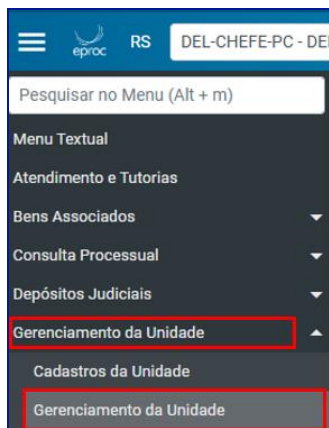 eproc RS DEL-CHEFE-PC - DE
Pesquisar no Menu (Alt + m)
Menu Textual
Atendimento e Tutorias
Bens Associados
Consulta Processual
Depósitos Judiciais
Gerenciamento da Unidade
Cadastros da Unidade
Gerenciamento da Unidade